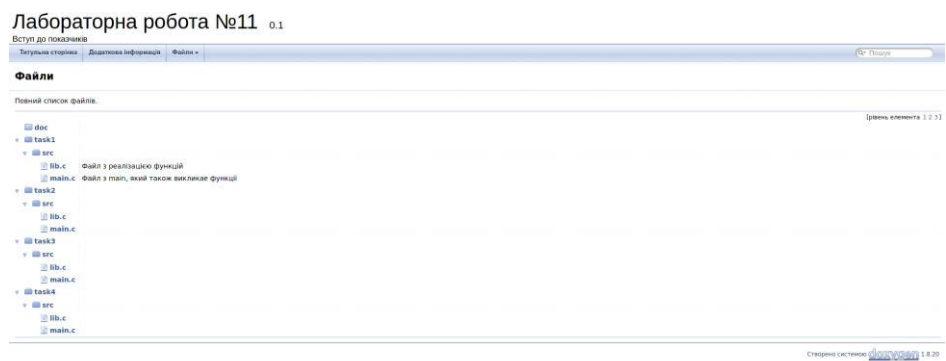 Лабораторна робота №11 0.1
Вступ до показчиків
Титульна сторінка Додаткова інформація Файли
Пошук
Файли
Повний список файлів.
[рівень елемента 1 2 3]
doc
task1
src
lib.c Файл з реалізацією функцій
main.c Файл з main, який також викликає функції
task2
src
lib.c
main.c
task3
src
lib.c
main.c
task4
src
lib.c
main.c
Створено системою doxygen 1.8.20